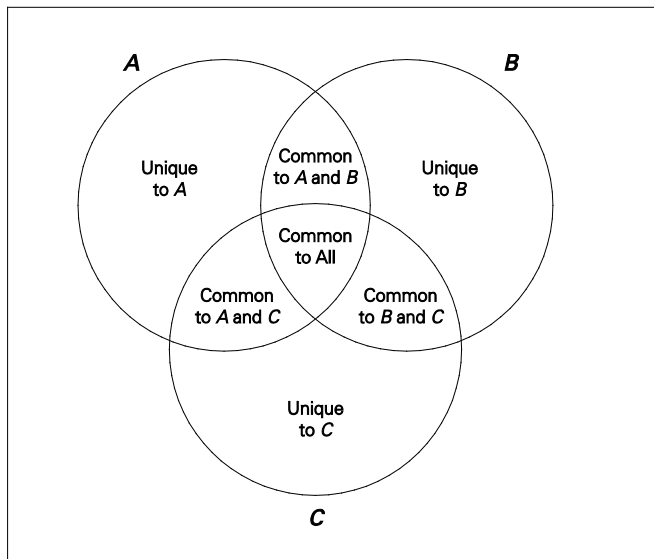 A
B
Common
to A and B
Unique
to A
Unique
to B
Common
to All
Common
to A and C
Common
to B and C
Unique
to C
C